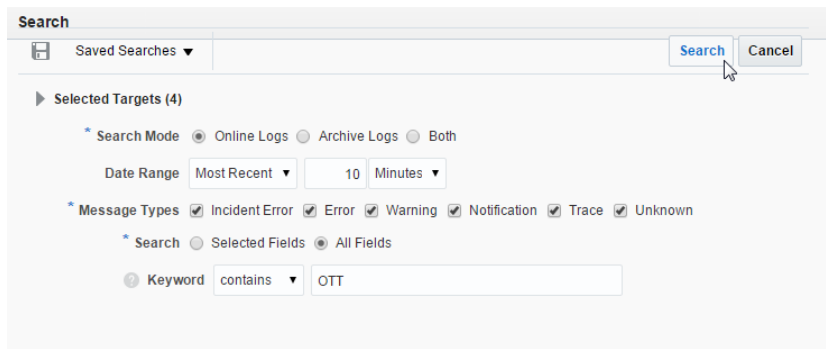 Search
Saved Searches
Search
Cancel
Selected Targets (4)
* Search Mode Online Logs Archive Logs Both
Date Range Most Recent 10 Minutes
* Message Types Incident Error Error Warning Notification Trace Unknown
* Search Selected Fields All Fields
? Keyword contains OTT